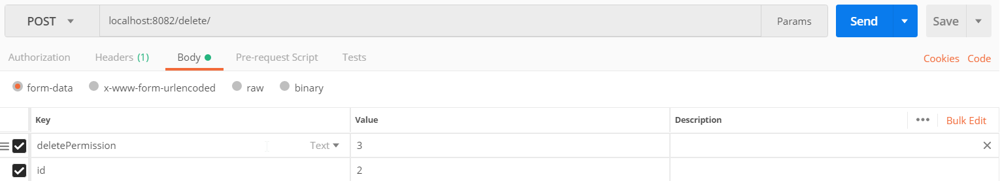 POST localhost:8082/delete/ Params Send Save
Authorization Headers (1) Body Pre-request Script Tests Cookies Code
form-data x-www-form-urlencoded raw binary
Key Value Description ••• Bulk Edit
deletePermission Text 3
id 2